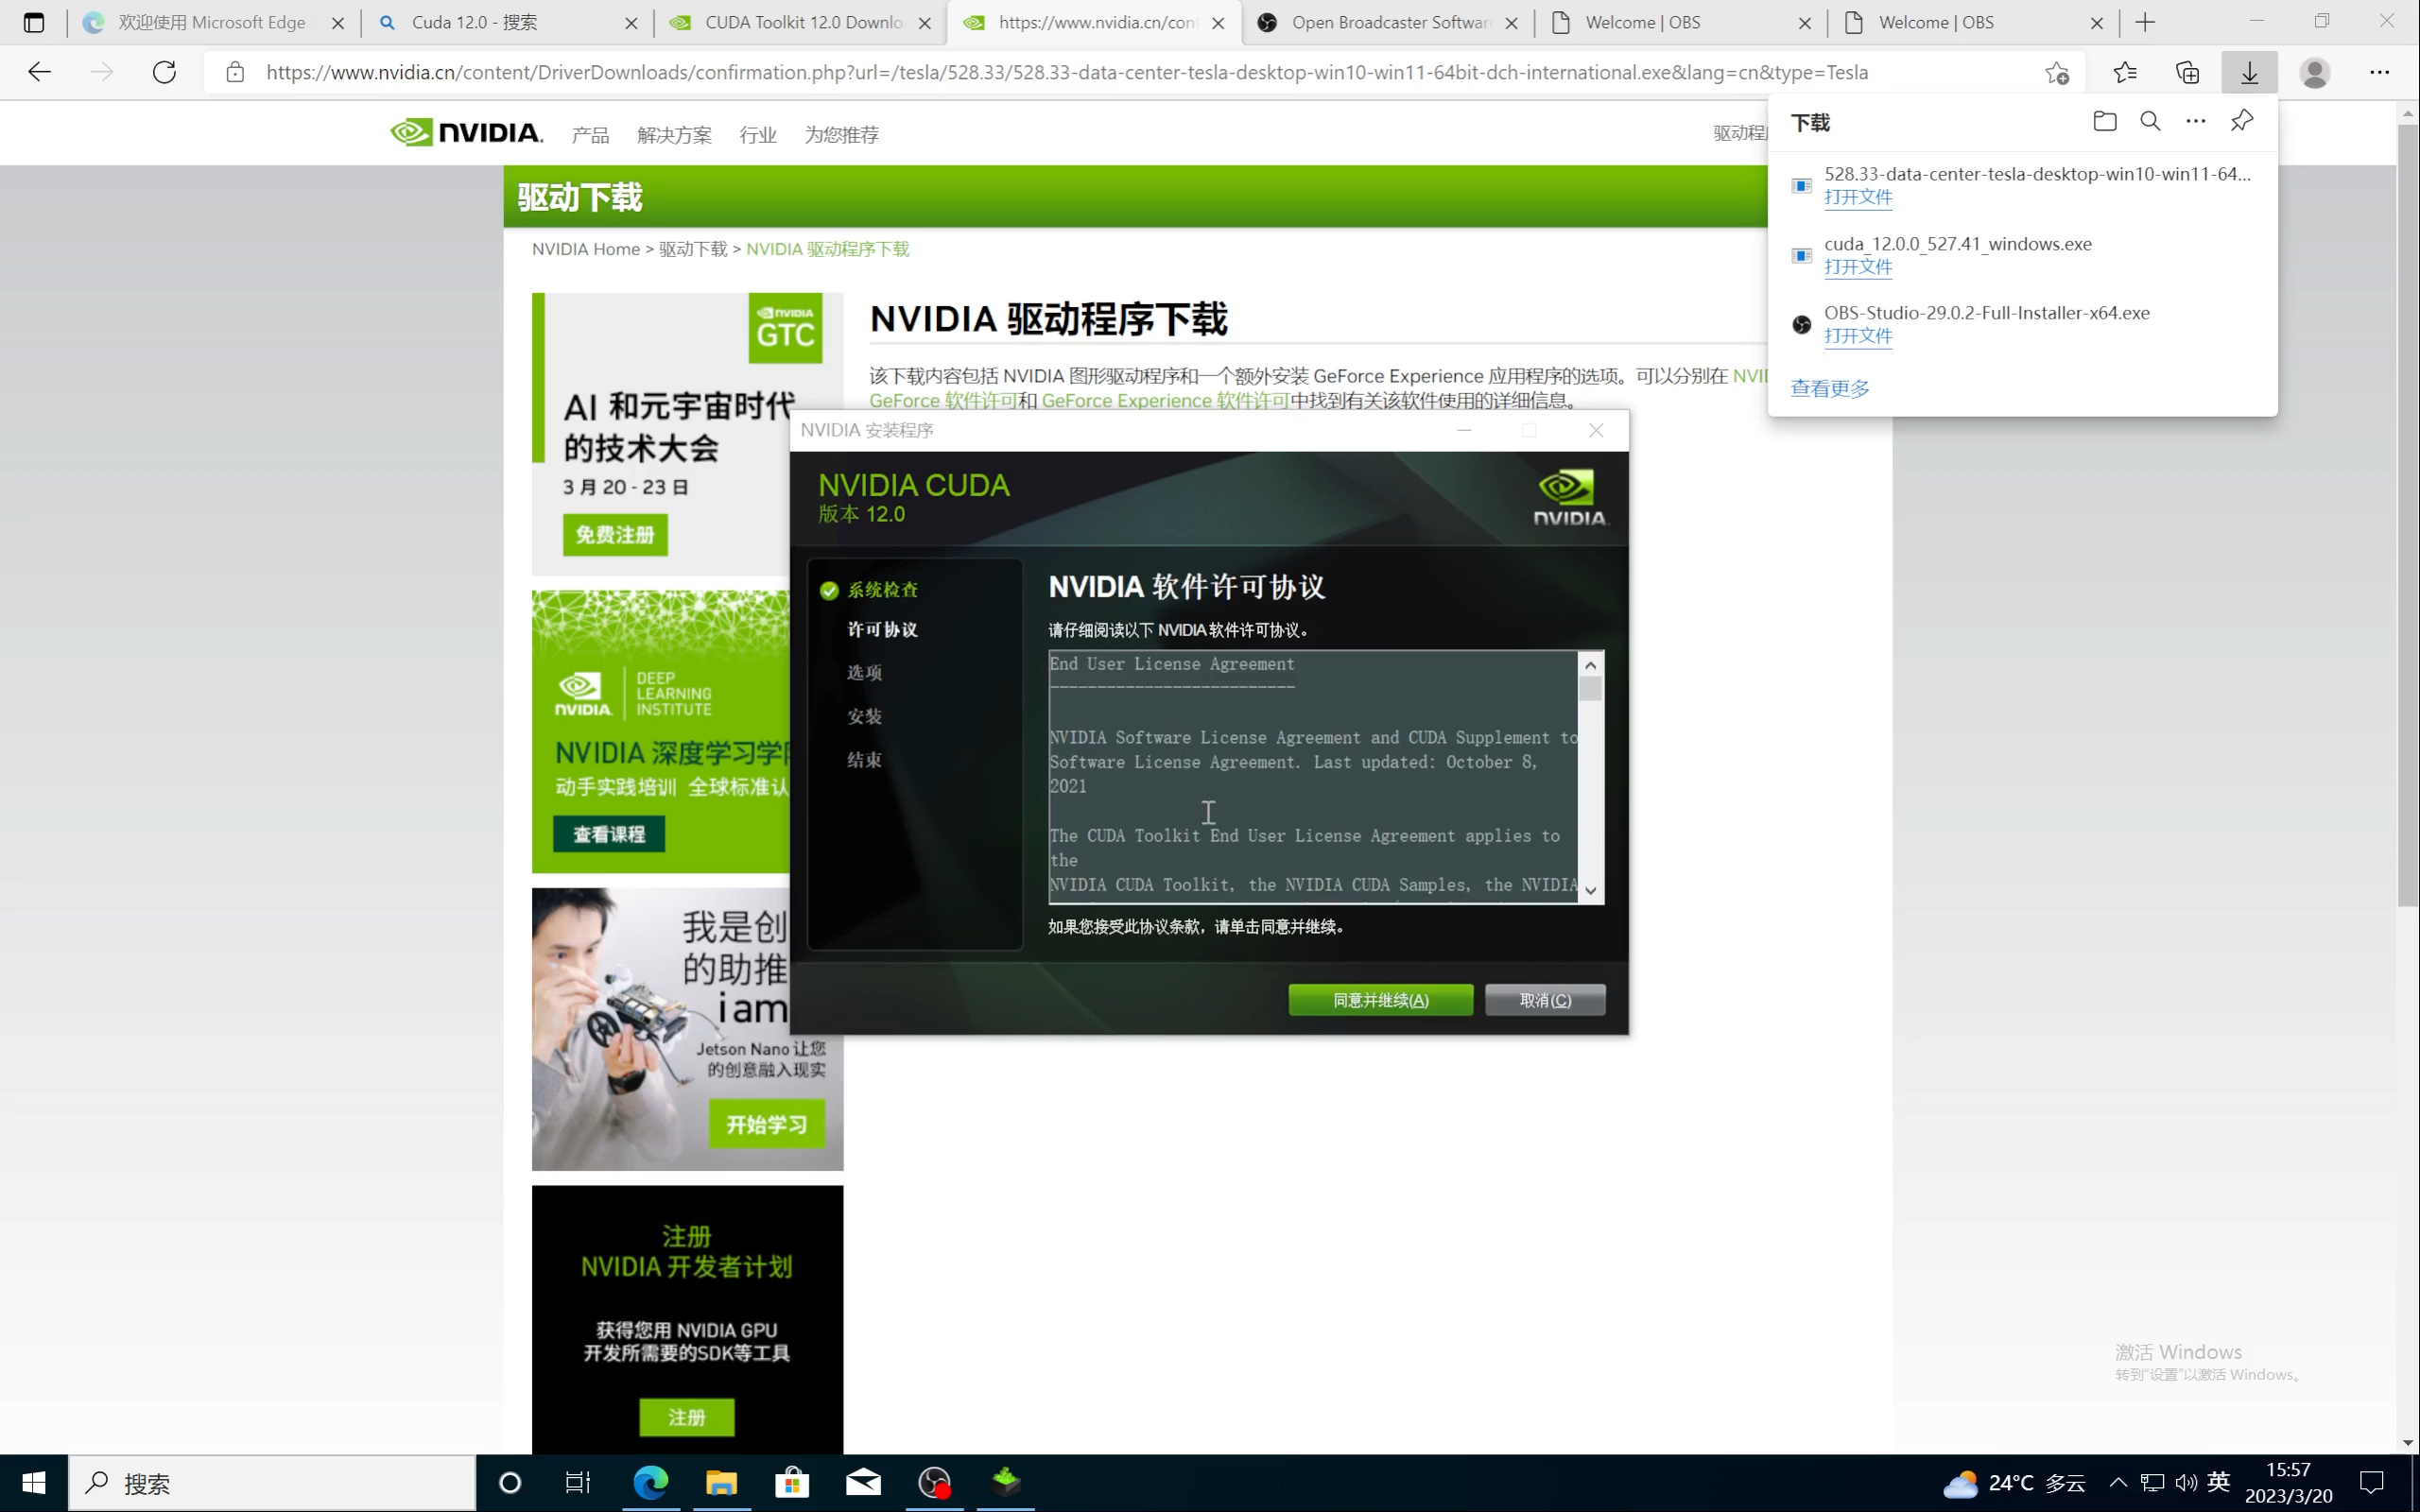 欢迎使用 Microsoft Edge
Cuda 12.0 - 搜索
CUDA Toolkit 12.0 Downlo
https://www.nvidia.cn/cont
Open Broadcaster Softwar
Welcome | OBS
Welcome | OBS
https://www.nvidia.cn/content/DriverDownloads/confirmation.php?url=/tesla/528.33/528.33-data-center-tesla-desktop-win10-win11-64bit-dch-international.exe&lang=cn&type=Tesla
NVIDIA.
产品
解决方案
行业
为您推荐
驱动程
下载
528.33-data-center-tesla-desktop-win10-win11-64...
打开文件
cuda_12.0.0_527.41_windows.exe
打开文件
OBS-Studio-29.0.2-Full-Installer-x64.exe
打开文件
查看更多
驱动下载
NVIDIA Home > 驱动下载 > NVIDIA 驱动程序下载
NVIDIA 驱动程序下载
该下载内容包括 NVIDIA 图形驱动程序和一个额外安装 GeForce Experience 应用程序的选项。可以分别在 NVI
GeForce 软件许可和 GeForce Experience 软件许可中找到有关该软件使用的详细信息。
NVIDIA
GTC
AI 和元宇宙时代
的技术大会
3 月 20 - 23 日
免费注册
NVIDIA.
DEEP
LEARNING
INSTITUTE
NVIDIA 深度学习学
动手实践培训 全球标准认
查看课程
我是创
的助推
iam
Jetson Nano 让您
的创意融入现实
开始学习
注册
NVIDIA 开发者计划
获得您用 NVIDIA GPU
开发所需要的SDK等工具
注册
NVIDIA 安装程序
NVIDIA CUDA
版本 12.0
NVIDIA.
系统检查
许可协议
选项
安装
结束
NVIDIA 软件许可协议
请仔细阅读以下 NVIDIA 软件许可协议。
End User License Agreement
--------------------------
NVIDIA Software License Agreement and CUDA Supplement to
Software License Agreement. Last updated: October 8,
2021
The CUDA Toolkit End User License Agreement applies to
the
NVIDIA CUDA Toolkit, the NVIDIA CUDA Samples, the NVIDIA
如果您接受此协议条款，请单击同意并继续。
同意并继续(A)
取消(C)
激活 Windows
转到"设置"以激活 Windows。
搜索
24°C 多云
英
15:57
2023/3/20